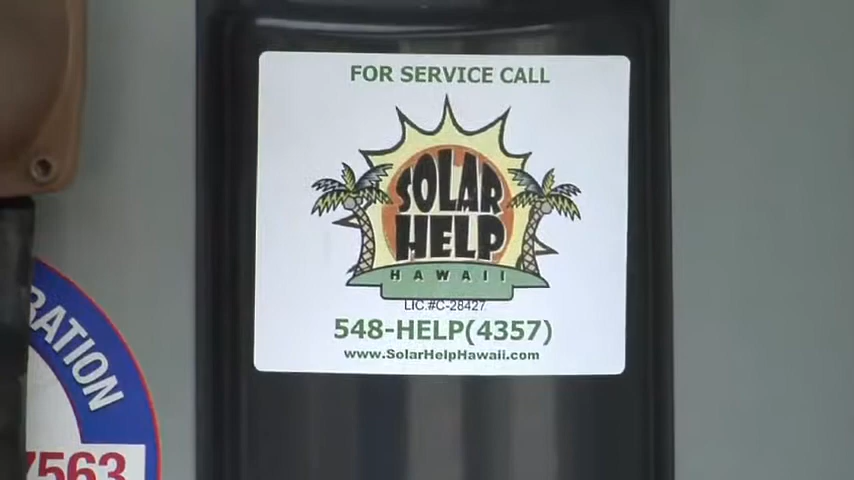 FOR SERVICE CALL
SOLAR
HELP
HAWAII
LIC.#C-28427
548-HELP(4357)
www.SolarHelpHawaii.com
RATION
7563